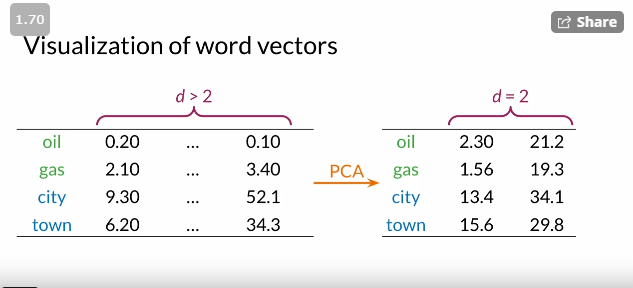 1.70
Share
Visualization of word vectors
d > 2
d = 2
oil 0.20 ... 0.10
gas 2.10 ... 3.40
city 9.30 ... 52.1
town 6.20 ... 34.3
PCA
oil 2.30 21.2
gas 1.56 19.3
city 13.4 34.1
town 15.6 29.8